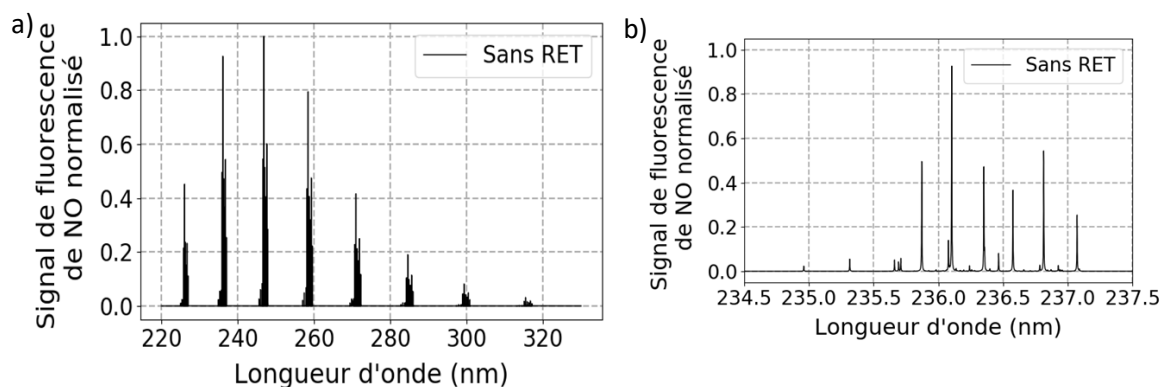 a)
Signal de fluorescence
de NO normalisé
1.0
0.8
0.6
0.4
0.2
0.0
Sans RET
220 240 260 280 300 320
Longueur d'onde (nm)
b)
Signal de fluorescence
de NO normalisé
1.0
0.8
0.6
0.4
0.2
0.0
Sans RET
234.5 235.0 235.5 236.0 236.5 237.0 237.5
Longueur d'onde (nm)